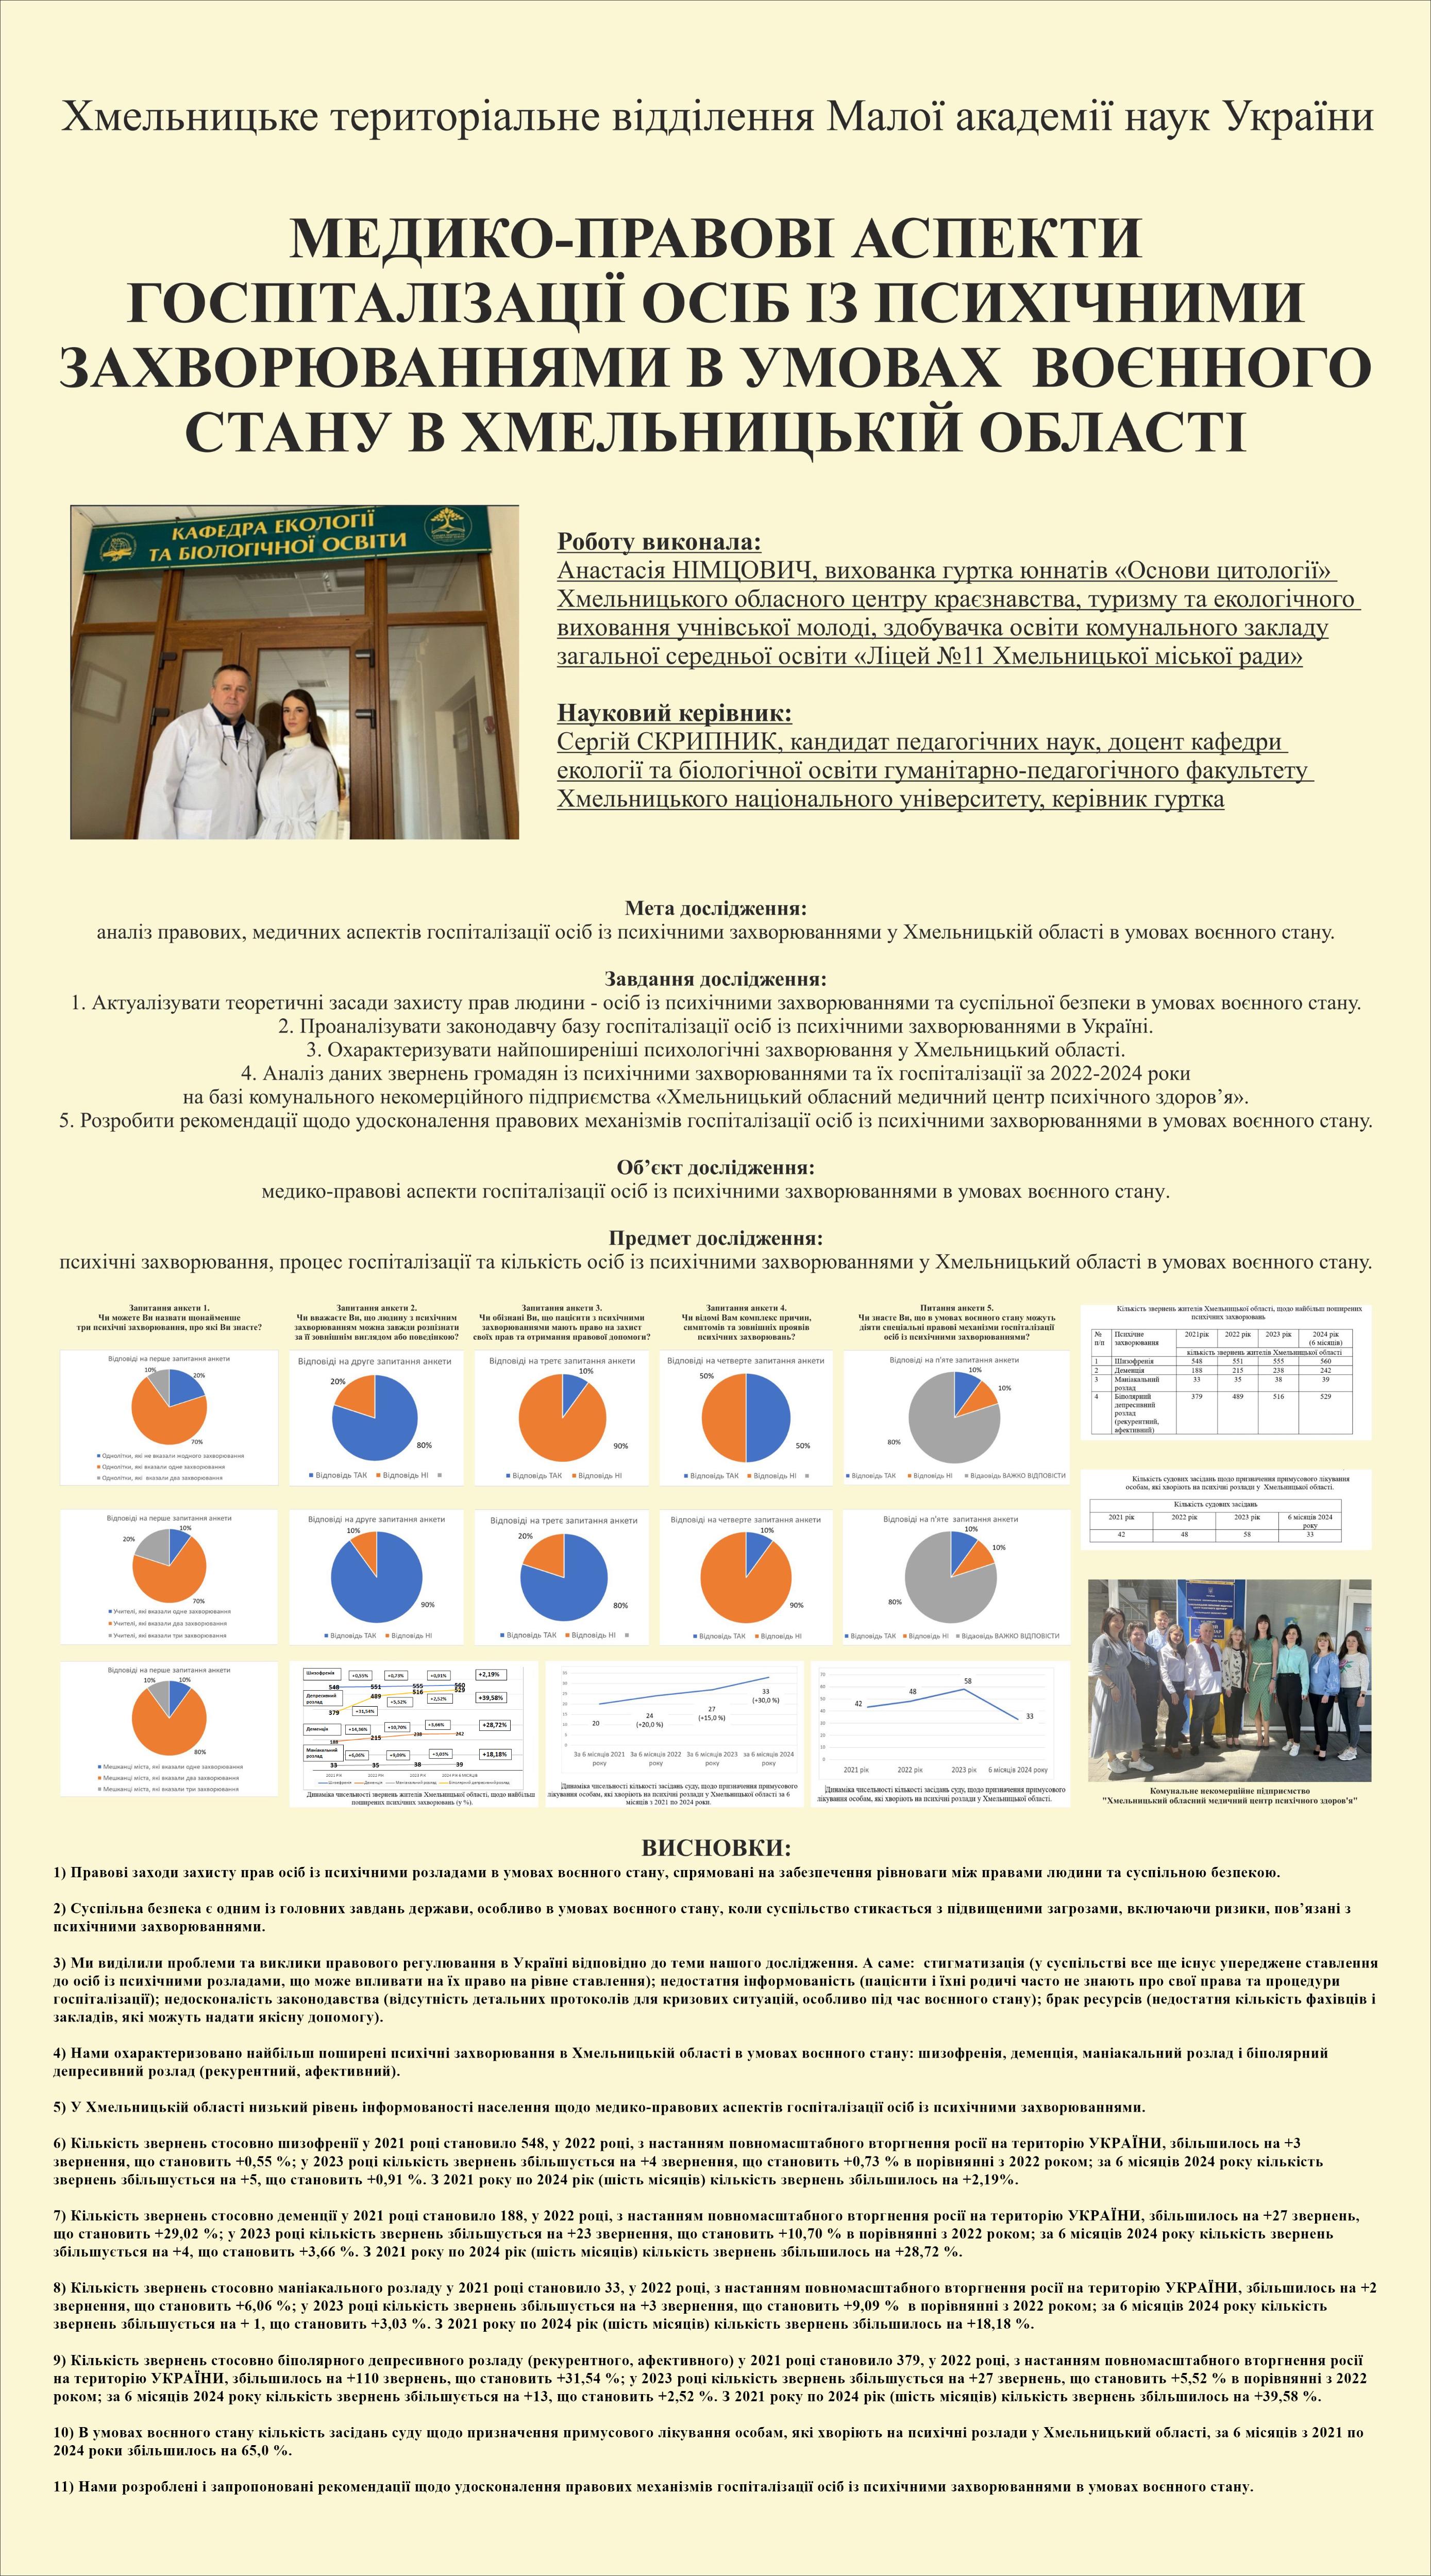 Хмельницьке територіальне відділення Малої академії наук України
МЕДИКО-ПРАВОВІ АСПЕКТИ
ГОСПІТАЛІЗАЦІЇ ОСІБ ІЗ ПСИХІЧНИМИ
ЗАХВОРЮВАННЯМИ В УМОВАХ ВОЄННОГО
СТАНУ В ХМЕЛЬНИЦЬКІЙ ОБЛАСТІ
КАФЕДРА ЕКОЛОГІЇ
ТА БІОЛОГІЧНОЇ ОСВІТИ
Роботу виконала:
Анастасія НІМЦОВИЧ, вихованка гуртка юннатів «Основи цитології»
Хмельницького обласного центру краєзнавства, туризму та екологічного
виховання учнівської молоді, здобувачка освіти комунального закладу
загальної середньої освіти «Ліцей №11 Хмельницької міської ради»
Науковий керівник:
Сергій СКРИПНИК, кандидат педагогічних наук, доцент кафедри
екології та біологічної освіти гуманітарно-педагогічного факультету
Хмельницького національного університету, керівник гуртка
Мета дослідження:
аналіз правових, медичних аспектів госпіталізації осіб із психічними захворюваннями у Хмельницькій області в умовах воєнного стану.
Завдання дослідження:
1. Актуалізувати теоретичні засади захисту прав людини - осіб із психічними захворюваннями та суспільної безпеки в умовах воєнного стану.
2. Проаналізувати законодавчу базу госпіталізації осіб із психічними захворюваннями в Україні.
3. Охарактеризувати найпоширеніші психологічні захворювання у Хмельницькій області.
4. Аналіз даних звернень громадян із психічними захворюваннями та їх госпіталізації за 2022-2024 роки
на базі комунального некомерційного підприємства «Хмельницький обласний медичний центр психічного здоров’я».
5. Розробити рекомендації щодо удосконалення правових механізмів госпіталізації осіб із психічними захворюваннями в умовах воєнного стану.
Об’єкт дослідження:
медико-правові аспекти госпіталізації осіб із психічними захворюваннями в умовах воєнного стану.
Предмет дослідження:
психічні захворювання, процес госпіталізації та кількість осіб із психічними захворюваннями у Хмельницький області в умовах воєнного стану.
Запитання анкети 1.
Чи можете Ви назвати щонайменше
три психічні захворювання, про які Ви знаєте?
Запитання анкети 2.
Чи вважаєте Ви, що людину з психічним
захворюванням можна завжди розпізнати
за її зовнішнім виглядом або поведінкою?
Запитання анкети 3.
Чи обізнані Ви, що пацієнти з психічними
захворюваннями мають право на захист
своїх прав та отримання правової допомоги?
Запитання анкети 4.
Чи відомі Вам комплекс причин,
симптомів та зовнішніх проявів
психічних захворювань?
Питання анкети 5.
Чи знаєте Ви, що в умовах воєнного стану можуть
діяти спеціальні правові механізми госпіталізації
осіб із психічними захворюваннями?
Відповіді на перше запитання анкети
10%
20%
70%
Однолітки, які не вказали жодного захворювання
Однолітки, які вказали одне захворювання
Однолітки, які вказали два захворювання
Відповіді на друге запитання анкети
20%
80%
Відповідь ТАК Відповідь НІ
Відповіді на третє запитання анкети
10%
90%
Відповідь ТАК Відповідь НІ
Відповіді на четверте запитання анкети
50%
50%
Відповідь ТАК Відповідь НІ
Відповіді на п'яте запитання анкети
10%
10%
80%
Відповідь ТАК Відповідь НІ Відповідь ВАЖКО ВІДПОВІСТИ
Кількість звернень жителів Хмельницької області, щодо найбільш поширених
психічних захворювань
№ п/п Психічне захворювання 2021рік 2022 рік 2023 рік 2024 рік (6 місяців)
кількість звернень жителів Хмельницької області
1 Шизофренія 548 551 555 560
2 Деменція 188 215 238 242
3 Маніакальний розлад 33 35 38 39
4 Біполярний 379 489 516 529
депресивний
розлад
(рекурентний,
афективний)
Кількість судових засідань щодо призначення примусового лікування
особам, які хворіють на психічні розлади у Хмельницької області.
Кількість судових засідань
2021 рік 2022 рік 2023 рік 6 місяців 2024 року
42 48 58 33
Відповіді на перше запитання анкети
10%
20%
70%
Учителі, які вказали одне захворювання
Учителі, які вказали два захворювання
Учителі, які вказали три захворювання
Відповіді на друге запитання анкети
10%
90%
Відповідь ТАК Відповідь НІ
Відповіді на третє запитання анкети
20%
80%
Відповідь ТАК Відповідь НІ
Відповіді на четверте запитання анкети
10%
90%
Відповідь ТАК Відповідь НІ
Відповіді на п'яте запитання анкети
10%
10%
80%
Відповідь ТАК Відповідь НІ Відповідь ВАЖКО ВІДПОВІСТИ
Відповіді на перше запитання анкети
10%
10%
80%
Мешканці міста, які вказали одне захворювання
Мешканці міста, які вказали два захворювання
Мешканці міста, які вказали три захворювання
Шизофренія +0,55% +0,73% +0,91% +2,19%
548 551 555 560
489 516 529
Депресивний розлад +31,54% +5,52% +2,52% +39,58%
379
Деменція +14,36% +10,70% +3,66% +28,72%
188 215 238 242
Маніакальний розлад +6,06% +9,09% +3,03% +18,18%
33 35 38 39
2021 РІК 2022 РІК 2023 РІК 2024 РІК 6 МІСЯЦІВ
Шизофренія Деменція Маніакальний розлад Біполярний депресивний розлад
Динаміка чисельності звернень жителів Хмельницької області, щодо найбільш
поширених психічних захворювань (у %).
35
30
25
20
15
10
5
0
20
24
(+20,0 %)
27
(+15,0 %)
33
(+30,0 %)
За 6 місяців 2021 року За 6 місяців 2022 року За 6 місяців 2023 року за 6 місяців 2024 року
Динаміка чисельності кількості засідань суду, щодо призначення примусового
лікування особам, які хворіють на психічні розлади у Хмельницької області за 6
місяців з 2021 по 2024 роки.
70
60
50
40
30
20
10
0
42
48
58
33
2021 рік 2022 рік 2023 рік 6 місяців 2024 року
Динаміка чисельності кількості засідань суду, щодо призначення примусового
лікування особам, які хворіють на психічні розлади у Хмельницької області.
Комунальне некомерційне підприємство
"Хмельницький обласний медичний центр психічного здоров'я"
ВИСНОВКИ:
1) Правові заходи захисту прав осіб із психічними розладами в умовах воєнного стану, спрямовані на забезпечення рівноваги між правами людини та суспільною безпекою.
2) Суспільна безпека є одним із головних завдань держави, особливо в умовах воєнного стану, коли суспільство стикається з підвищеними загрозами, включаючи ризики, пов’язані з
психічними захворюваннями.
3) Ми виділили проблеми та виклики правового регулювання в Україні відповідно до теми нашого дослідження. А саме: стигматизація (у суспільстві все ще існує упереджене ставлення
до осіб із психічними розладами, що може впливати на їх право на рівне ставлення); недостатня інформованість (пацієнти і їхні родичі часто не знають про свої права та процедури
госпіталізації); недосконалість законодавства (відсутність детальних протоколів для кризових ситуацій, особливо під час воєнного стану); брак ресурсів (недостатня кількість фахівців і
закладів, які можуть надати якісну допомогу).
4) Нами охарактеризовано найбільш поширені психічні захворювання в Хмельницькій області в умовах воєнного стану: шизофренія, деменція, маніакальний розлад і біполярний
депресивний розлад (рекурентний, афективний).
5) У Хмельницькій області низький рівень інформованості населення щодо медико-правових аспектів госпіталізації осіб із психічними захворюваннями.
6) Кількість звернень стосовно шизофренії у 2021 році становило 548, у 2022 році, з настанням повномасштабного вторгнення росії на територію УКРАЇНИ, збільшилось на +3
звернення, що становить +0,55 %; у 2023 році кількість звернень збільшується на +4 звернення, що становить +0,73 % в порівнянні з 2022 роком; за 6 місяців 2024 року кількість
звернень збільшується на +5, що становить +0,91 %. З 2021 року по 2024 рік (шість місяців) кількість звернень збільшилось на +2,19%.
7) Кількість звернень стосовно деменції у 2021 році становило 188, у 2022 році, з настанням повномасштабного вторгнення росії на територію УКРАЇНИ, збільшилось на +27 звернень,
що становить +29,02 %; у 2023 році кількість звернень збільшується на +23 звернення, що становить +10,70 % в порівнянні з 2022 роком; за 6 місяців 2024 року кількість звернень
збільшується на +4, що становить +3,66 %. З 2021 року по 2024 рік (шість місяців) кількість звернень збільшилось на +28,72 %.
8) Кількість звернень стосовно маніакального розладу у 2021 році становило 33, у 2022 році, з настанням повномасштабного вторгнення росії на територію УКРАЇНИ, збільшилось на +2
звернення, що становить +6,06 %; у 2023 році кількість звернень збільшується на +3 звернення, що становить +9,09 % в порівнянні з 2022 роком; за 6 місяців 2024 року кількість
звернень збільшується на + 1, що становить +3,03 %. З 2021 року по 2024 рік (шість місяців) кількість звернень збільшилось на +18,18 %.
9) Кількість звернень стосовно біполярного депресивного розладу (рекурентного, афективного) у 2021 році становило 379, у 2022 році, з настанням повномасштабного вторгнення росії
на територію УКРАЇНИ, збільшилось на +110 звернень, що становить +31,54 %; у 2023 році кількість звернень збільшується на +27 звернень, що становить +5,52 % в порівнянні з 2022
роком; за 6 місяців 2024 року кількість звернень збільшується на +13, що становить +2,52 %. З 2021 року по 2024 рік (шість місяців) кількість звернень збільшилось на +39,58 %.
10) В умовах воєнного стану кількість засідань суду щодо призначення примусового лікування особам, які хворіють на психічні розлади у Хмельницькій області, за 6 місяців з 2021 по
2024 роки збільшилось на 65,0 %.
11) Нами розроблені і запропоновані рекомендації щодо удосконалення правових механізмів госпіталізації осіб із психічними захворюваннями в умовах воєнного стану.